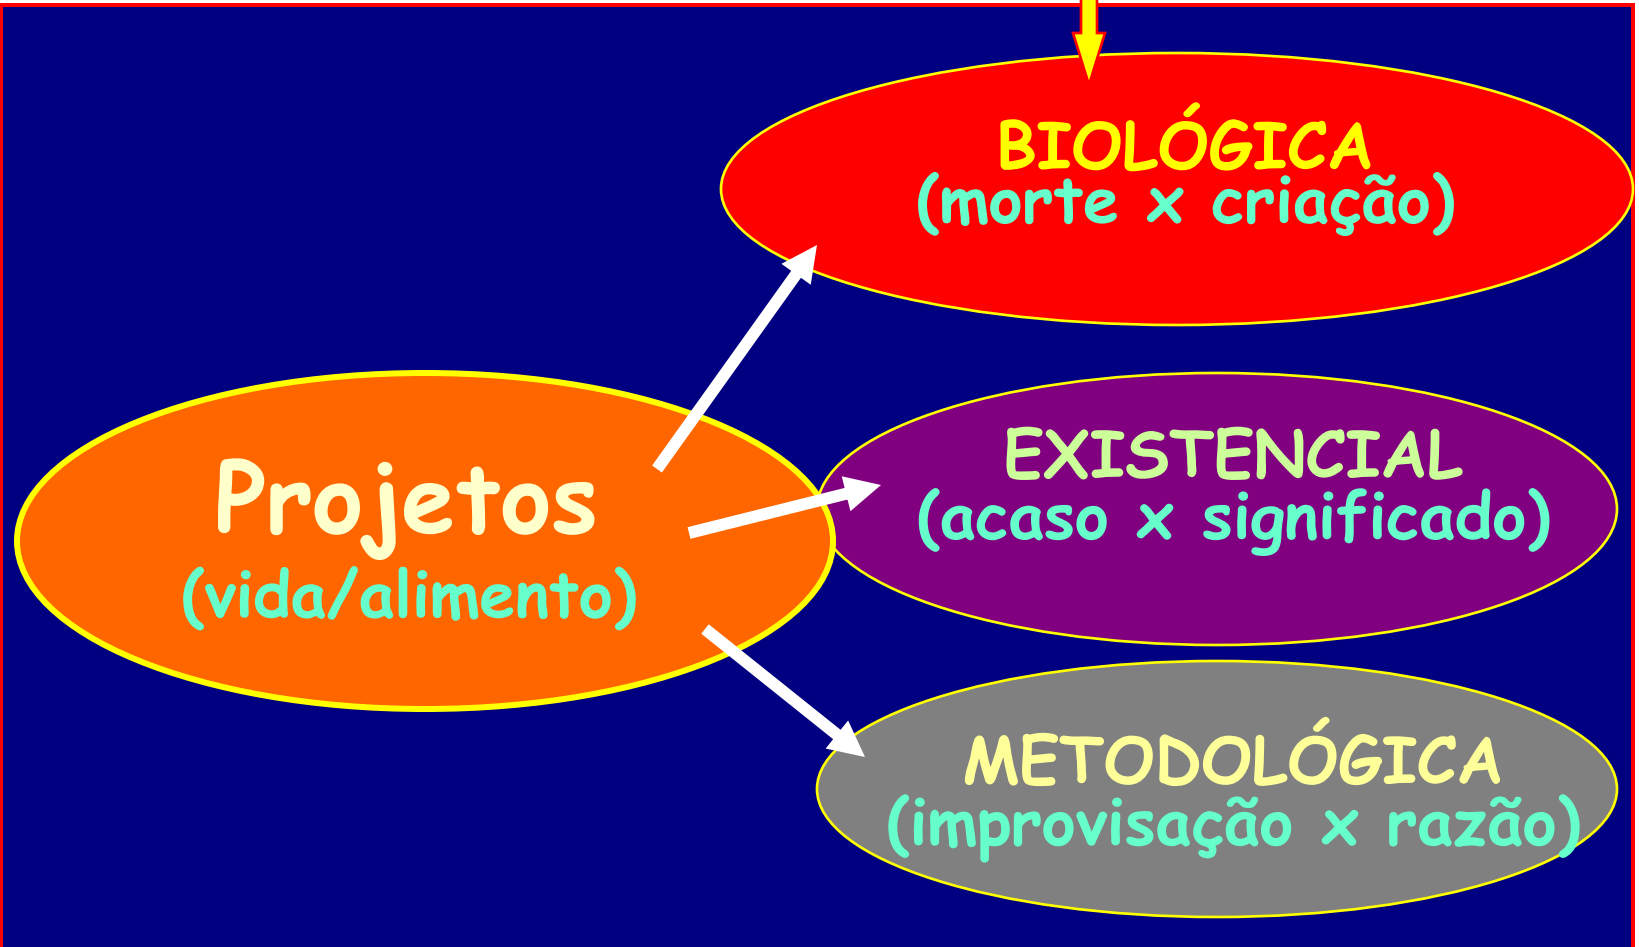 BIOLÓGICA
(morte x criação)
Projetos
(vida/alimento)
EXISTENCIAL
(acaso x significado)
METODOLÓGICA
(improvisação x razão)